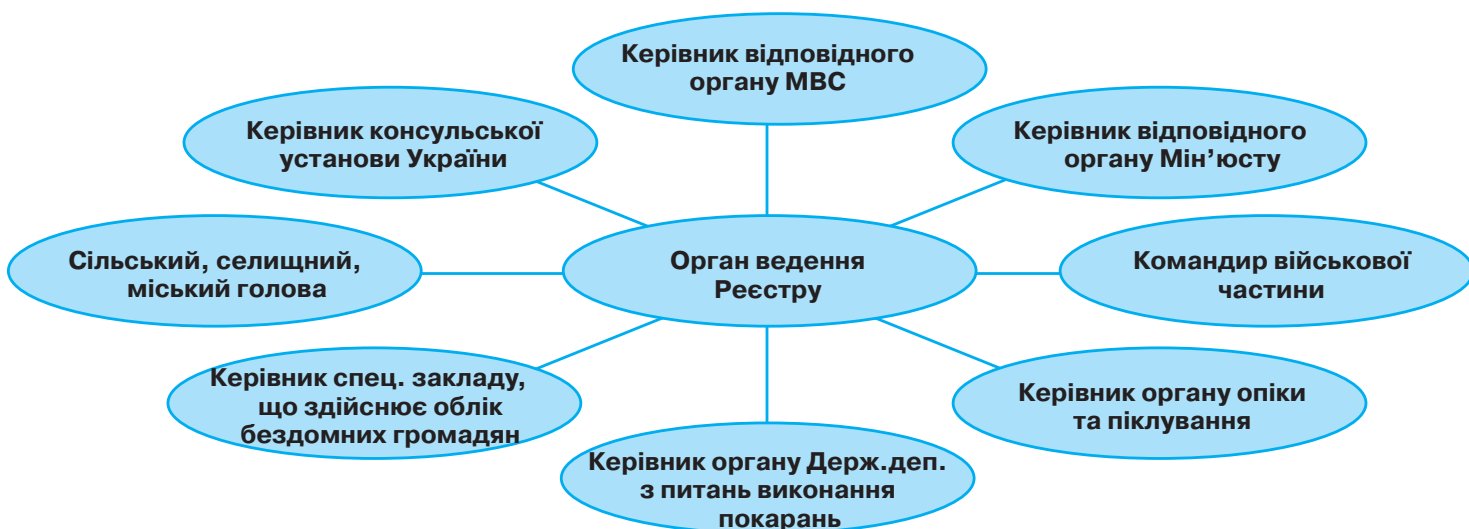 Керівник відповідного
органу МВС
Керівник консульської
установи України
Керівник відповідного
органу Мін’юсту
Сільський, селищний,
міський голова
Орган ведення
Реєстру
Командир військової
частини
Керівник спец. закладу,
що здійснює облік
бездомних громадян
Керівник органу опіки
та піклування
Керівник органу Держ.деп.
з питань виконання
покарань